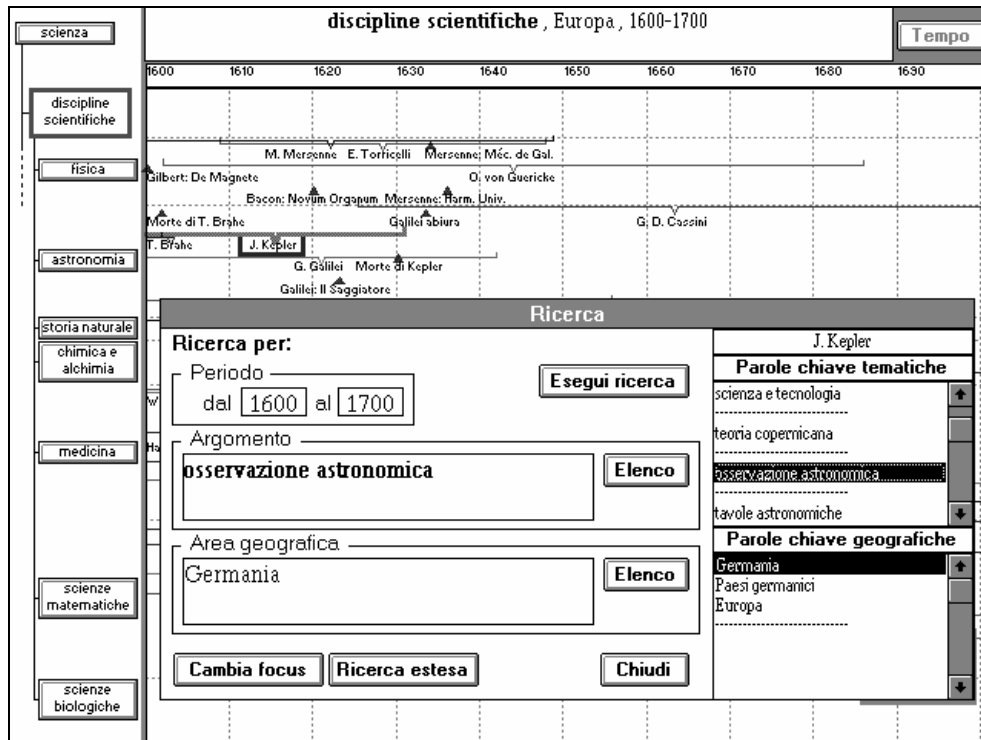 scienza
discipline scientifiche , Europa , 1600-1700
Tempo
1600 1610 1620 1630 1640 1650 1660 1670 1680 1630
discipline
scientifiche
M. Mersenne E. Torricelli Mersenne: Méc. de Gal.
fisica
Gilbert: De Magnete O. von Guericke
Bacon: Novum Organum Mersenne: Harm. Univ.
Morte di T. Brahe Galilei abiura G. D. Cassini
T. Brahe J. Kepler
astronomia
G. Galilei Morte di Kepler
Galilei: Il Saggiatore
storia naturale
chimica e
alchimia
medicina
scienze
matematiche
scienze
biologiche
Ricerca
Ricerca per:
Periodo
dal 1600 al 1700
Esegui ricerca
Argomento
osservazione astronomica
Elenco
Area geografica
Germania
Elenco
Cambia focus Ricerca estesa Chiudi
J. Kepler
Parole chiave tematiche
scienza e tecnologia
-------------------
teoria copernicana
-------------------
osservazione astronomica
-------------------
tavole astronomiche
Parole chiave geografiche
Germania
Paesi germanici
Europa
-------------------